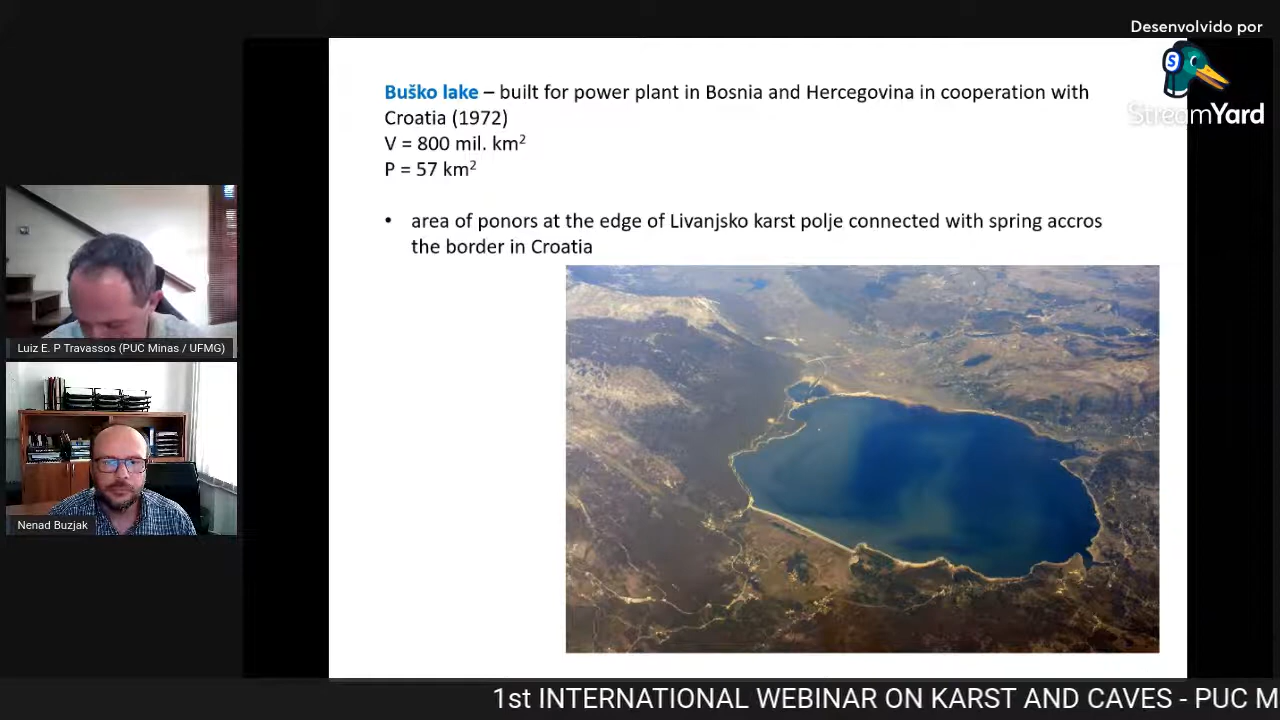 Desenvolvido por
StreamYard
Buško lake – built for power plant in Bosnia and Hercegovina in cooperation with
Croatia (1972)
V = 800 mil. km²
P = 57 km²
• area of ponors at the edge of Livanjsko karst polje connected with spring accros
the border in Croatia
Luiz E. P Travassos (PUC Minas / UFMG)
Nenad Buzjak
1st INTERNATIONAL WEBINAR ON KARST AND CAVES - PUC M